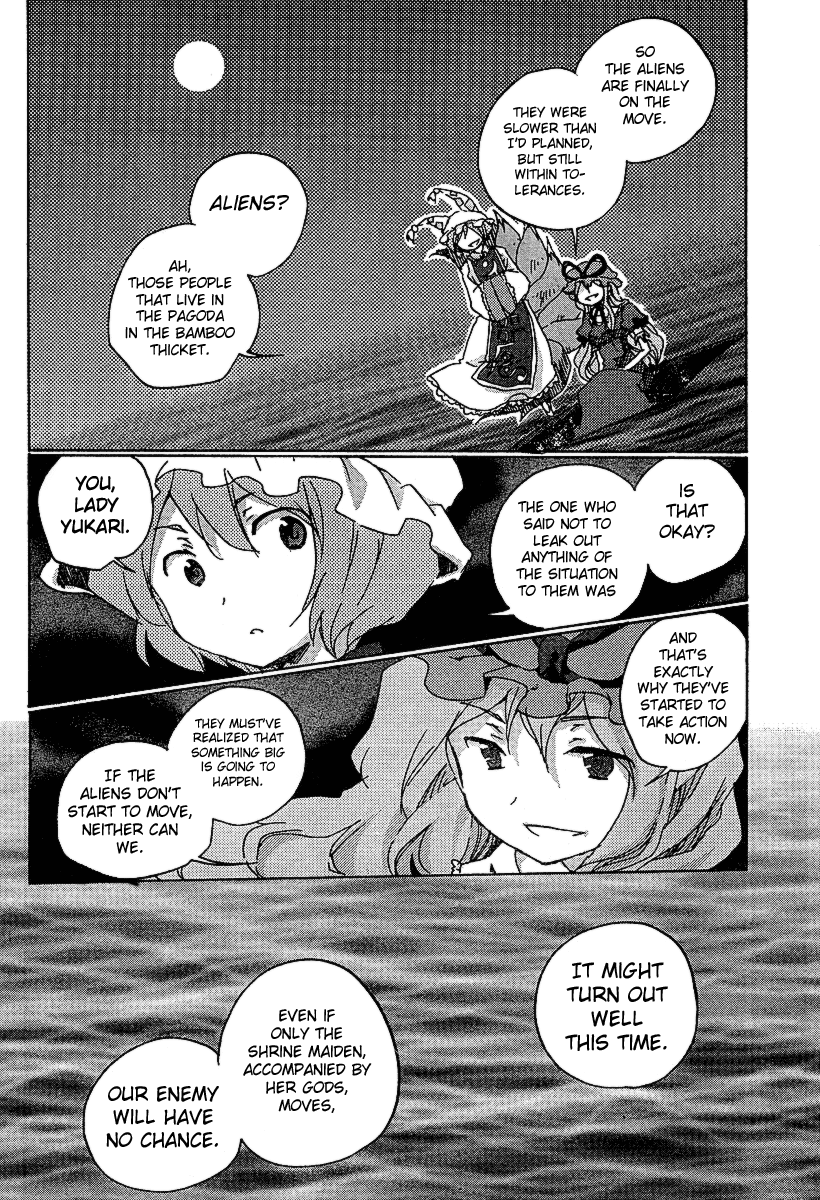 SO
THE ALIENS
ARE FINALLY
ON THE
MOVE.
THEY WERE
SLOWER THAN
I'D PLANNED,
BUT STILL
WITHIN TO-
LERANCES.
ALIENS?
AH,
THOSE PEOPLE
THAT LIVE IN
THE PAGODA
IN THE BAMBOO
THICKET.
IS
THAT
OKAY?
THE ONE WHO
SAID NOT TO
LEAK OUT
ANYTHING OF
THE SITUATION
TO THEM WAS
YOU,
LADY
YUKARI.
AND
THAT'S
EXACTLY
WHY THEY'VE
STARTED TO
TAKE ACTION
NOW.
THEY MUST'VE
REALIZED THAT
SOMETHING BIG
IS GOING TO
HAPPEN.
IF THE
ALIENS DON'T
START TO MOVE,
NEITHER CAN
WE.
IT MIGHT
TURN OUT
WELL
THIS TIME.
EVEN IF
ONLY THE
SHRINE MAIDEN,
ACCOMPANIED BY
HER GODS,
MOVES,
OUR ENEMY
WILL HAVE
NO CHANCE.